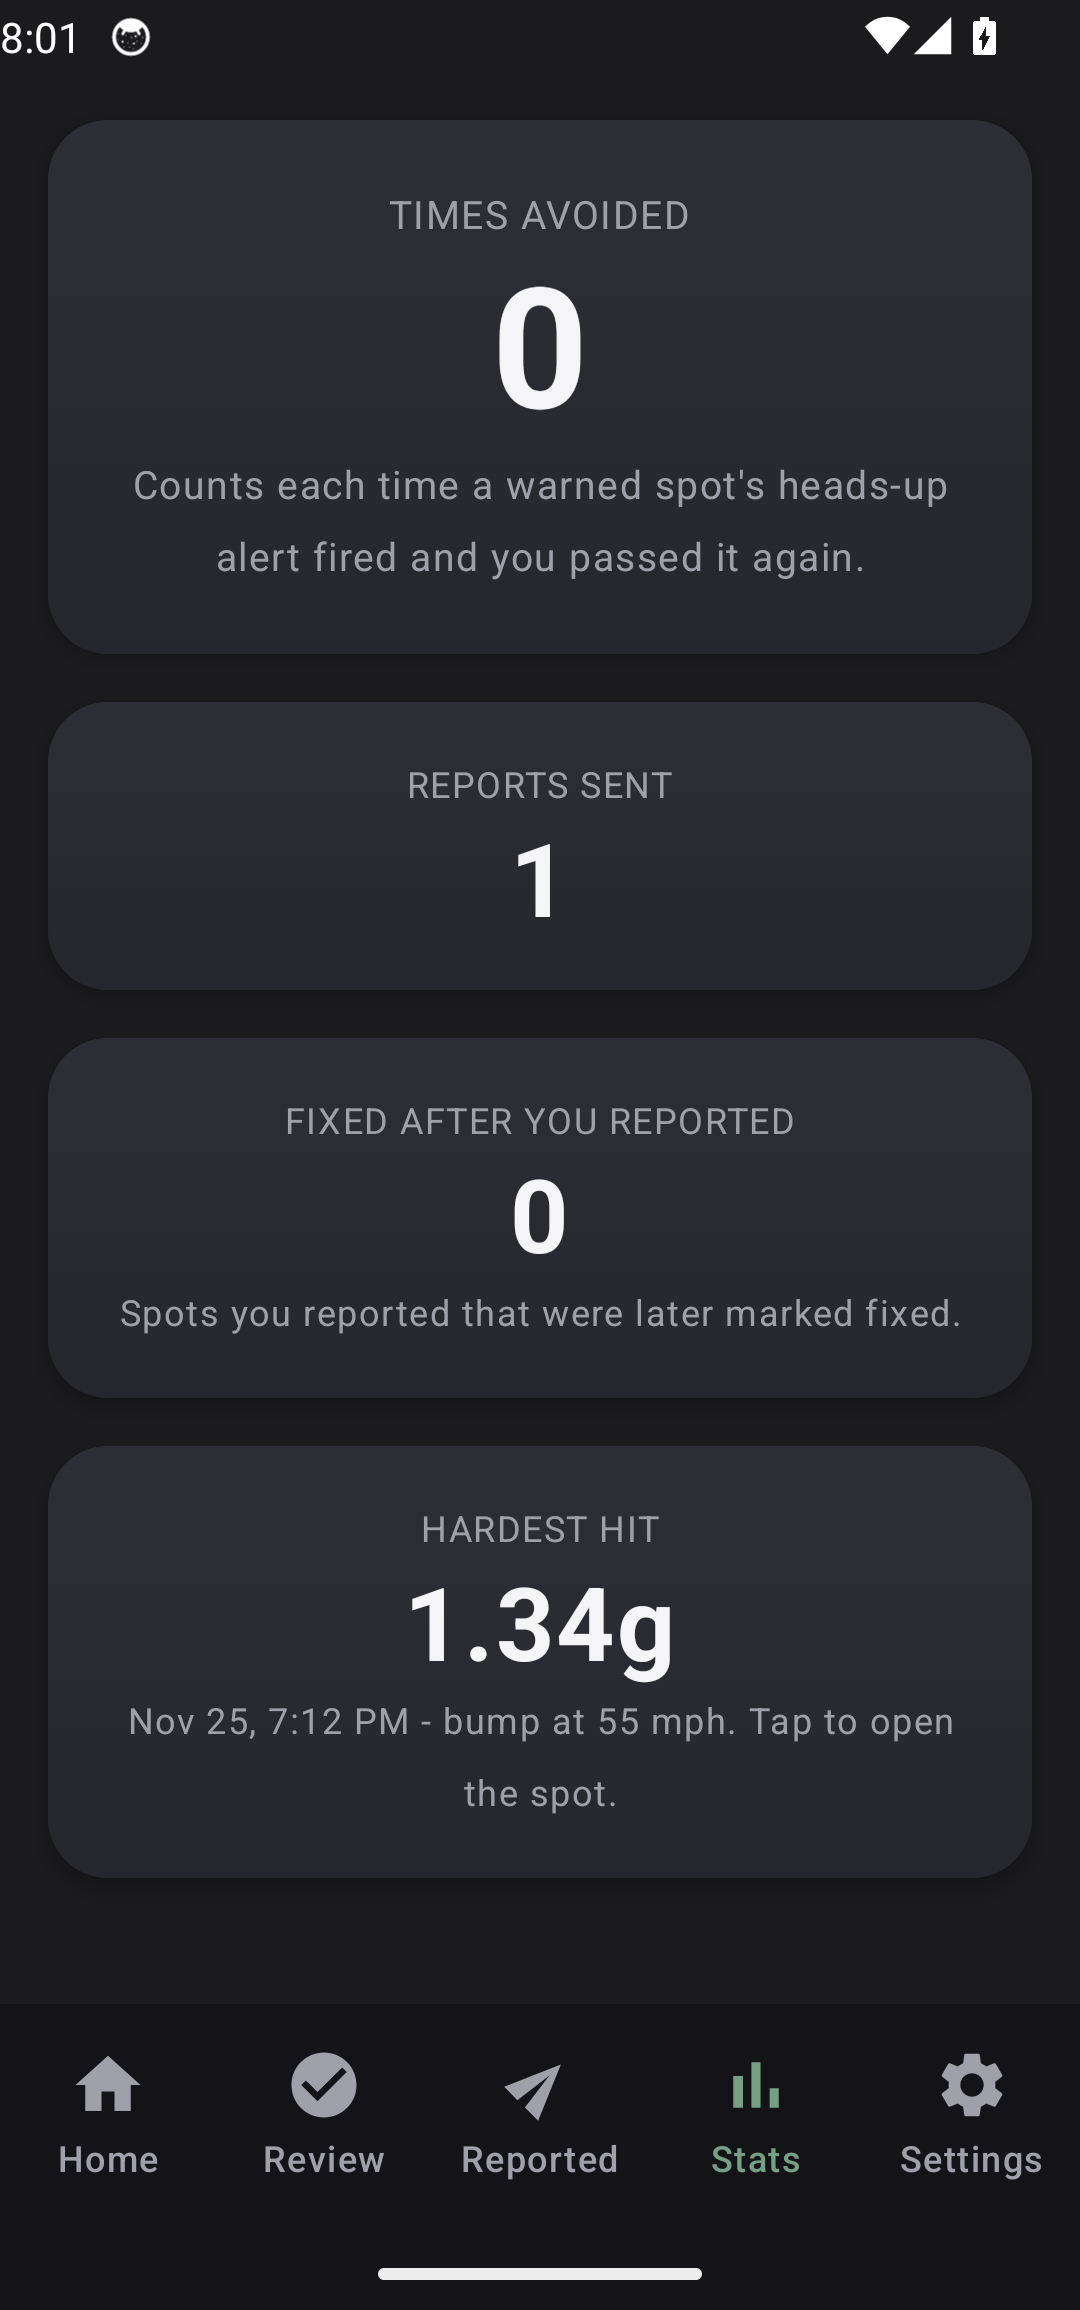 8:01
TIMES AVOIDED
0
Counts each time a warned spot's heads-up
alert fired and you passed it again.
REPORTS SENT
1
FIXED AFTER YOU REPORTED
0
Spots you reported that were later marked fixed.
HARDEST HIT
1.34g
Nov 25, 7:12 PM - bump at 55 mph. Tap to open
the spot.
Home Review Reported Stats Settings